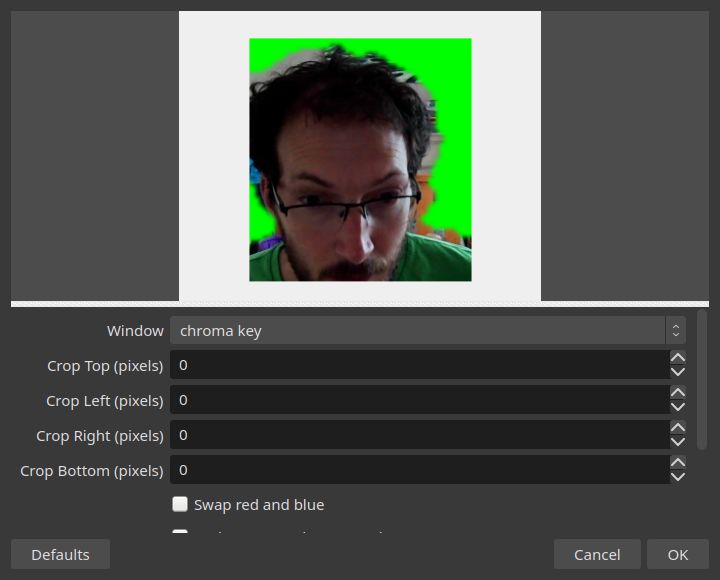 Window chroma key
Crop Top (pixels) 0
Crop Left (pixels) 0
Crop Right (pixels) 0
Crop Bottom (pixels) 0
Swap red and blue
Defaults Cancel OK